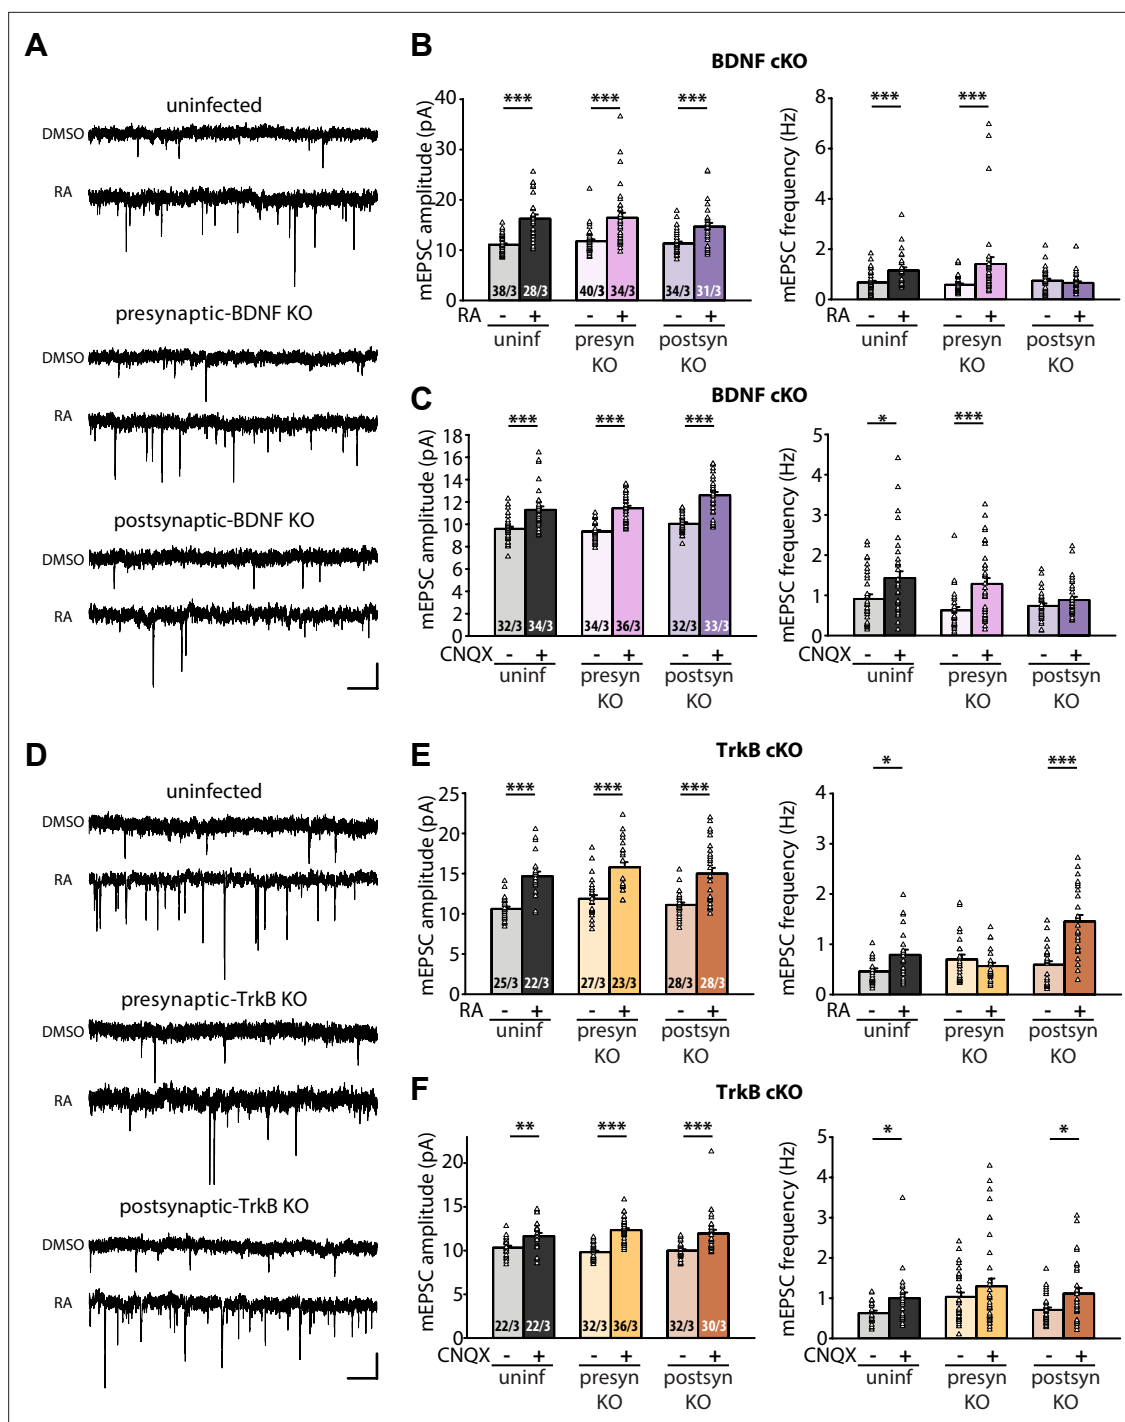 A
uninfected
DMSO
RA
presynaptic-BDNF KO
DMSO
RA
postsynaptic-BDNF KO
DMSO
RA
B
BDNF cKO
mEPSC amplitude (pA)
40
30
20
10
0
*** *** ***
38/3 28/3 40/3 34/3 34/3 31/3
RA - + - + - +
uninf presyn KO postsyn KO
mEPSC frequency (Hz)
8
6
4
2
0
*** ***
- + - + - +
uninf presyn KO postsyn KO
C
BDNF cKO
mEPSC amplitude (pA)
18
16
14
12
10
8
6
4
2
0
*** *** ***
32/3 34/3 34/3 36/3 32/3 33/3
CNQX - + - + - +
uninf presyn KO postsyn KO
mEPSC frequency (Hz)
5
4
3
2
1
0
* ***
- + - + - +
uninf presyn KO postsyn KO
D
uninfected
DMSO
RA
presynaptic-TrkB KO
DMSO
RA
postsynaptic-TrkB KO
DMSO
RA
E
TrkB cKO
mEPSC amplitude (pA)
25
20
15
10
5
0
*** *** ***
25/3 22/3 27/3 23/3 28/3 28/3
RA - + - + - +
uninf presyn KO postsyn KO
mEPSC frequency (Hz)
4
3
2
1
0
* ***
- + - + - +
uninf presyn KO postsyn KO
F
TrkB cKO
mEPSC amplitude (pA)
20
15
10
5
0
** *** ***
22/3 22/3 32/3 36/3 32/3 30/3
CNQX - + - + - +
uninf presyn KO postsyn KO
mEPSC frequency (Hz)
5
4
3
2
1
0
* *
- + - + - +
uninf presyn KO postsyn KO